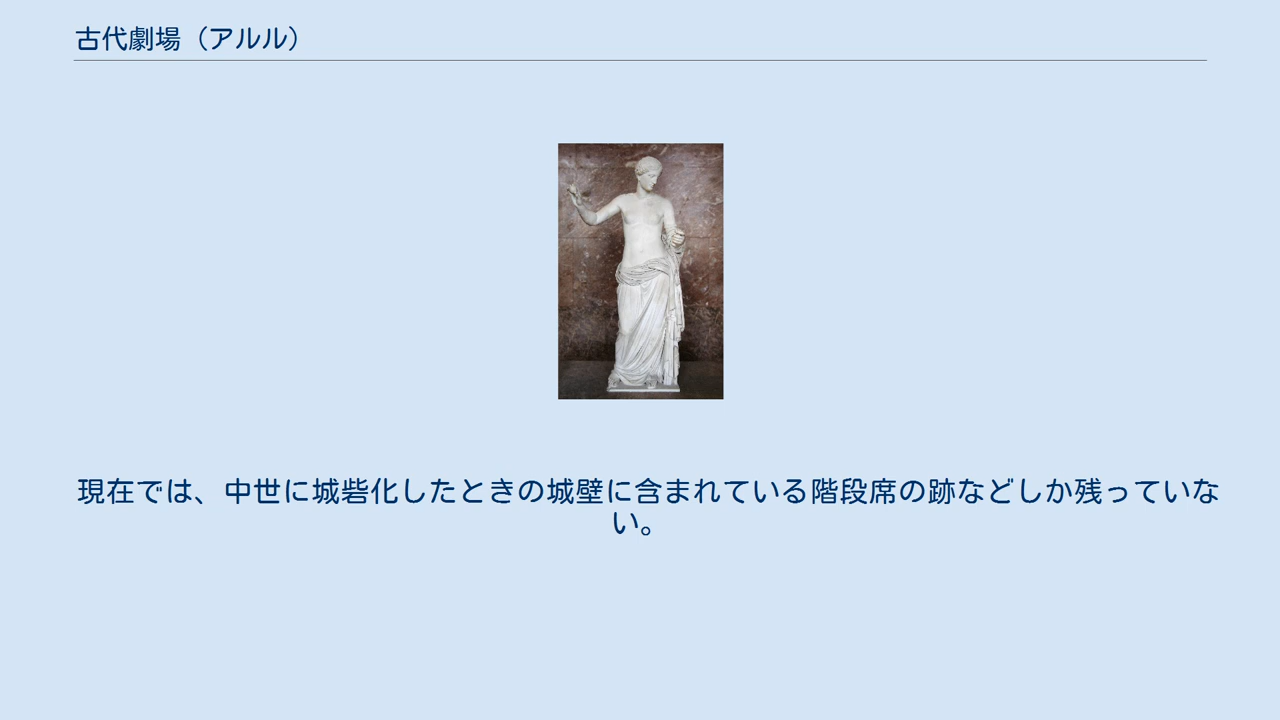 古代劇場（アルル）
現在では、中世に城砦化したときの城壁に含まれている階段席の跡などしか残っていな
い。